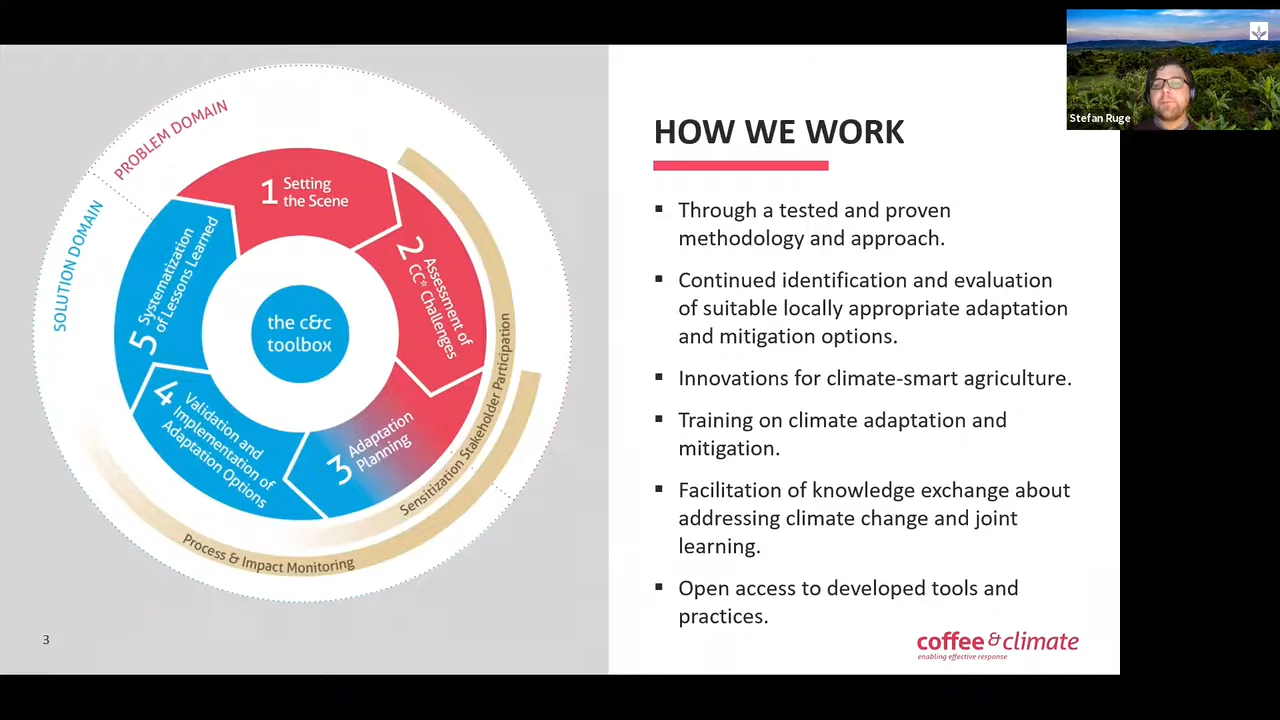 PROBLEM DOMAIN
SOLUTION DOMAIN
1 Setting
the Scene
2 Assessment of
CC* Challenges
3 Adaptation
Planning
4 Validation and
Implementation of
Adaptation Options
5 Systematization
of Lessons Learned
the c&c
toolbox
Sensitization Stakeholder Participation
Process & Impact Monitoring
3
HOW WE WORK
▪ Through a tested and proven
methodology and approach.
▪ Continued identification and evaluation
of suitable locally appropriate adaptation
and mitigation options.
▪ Innovations for climate-smart agriculture.
▪ Training on climate adaptation and
mitigation.
▪ Facilitation of knowledge exchange about
addressing climate change and joint
learning.
▪ Open access to developed tools and
practices.
coffee & climate
enabling effective response
Stefan Ruge